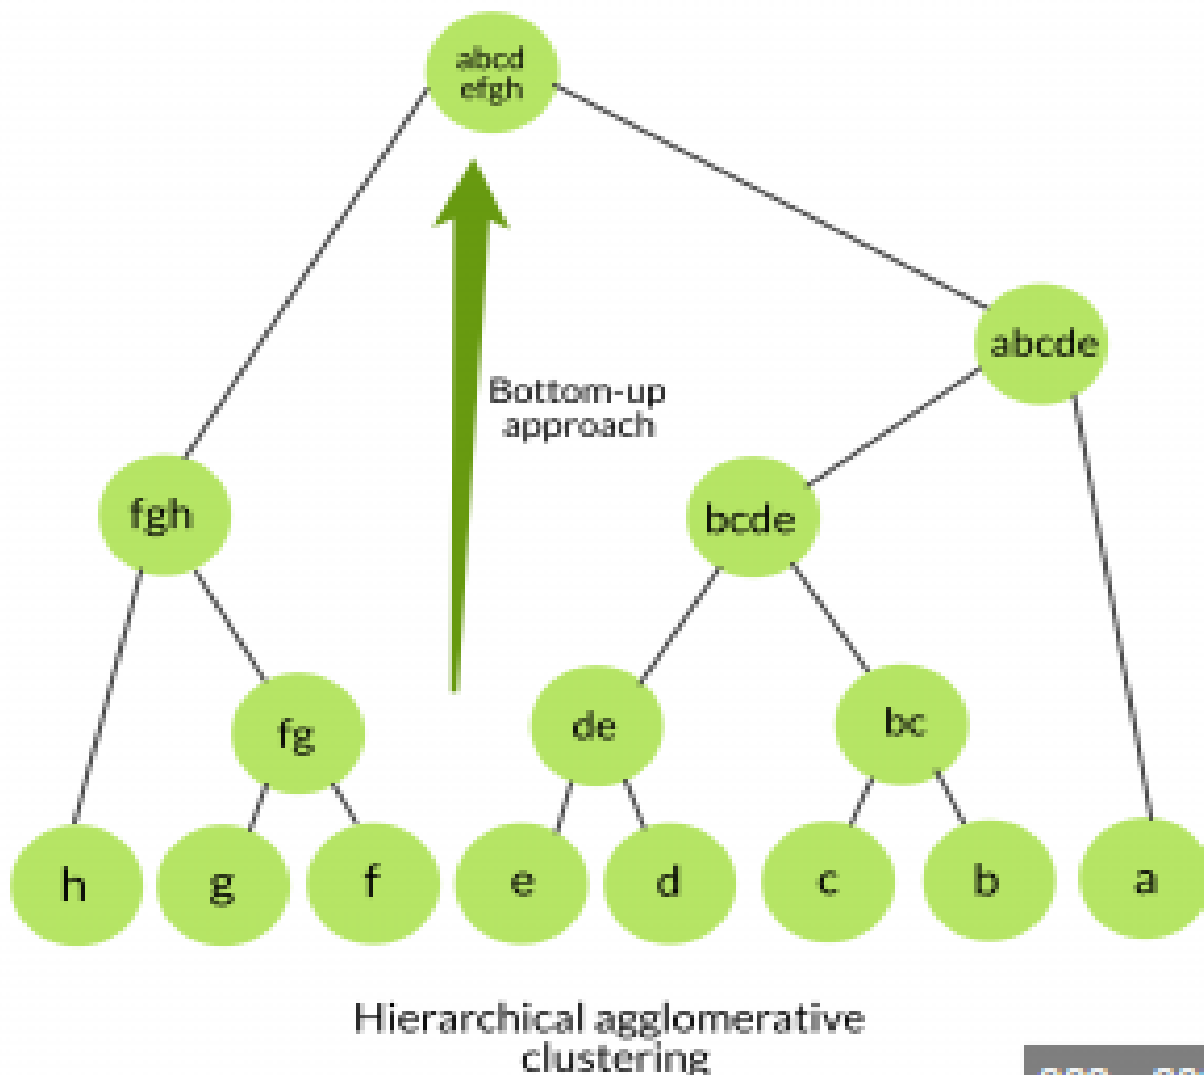 abcd
efgh
abcde
Bottom-up
approach
fgh
bcde
fg
de
bc
h
g
f
e
d
c
b
a
Hierarchical agglomerative
clustering